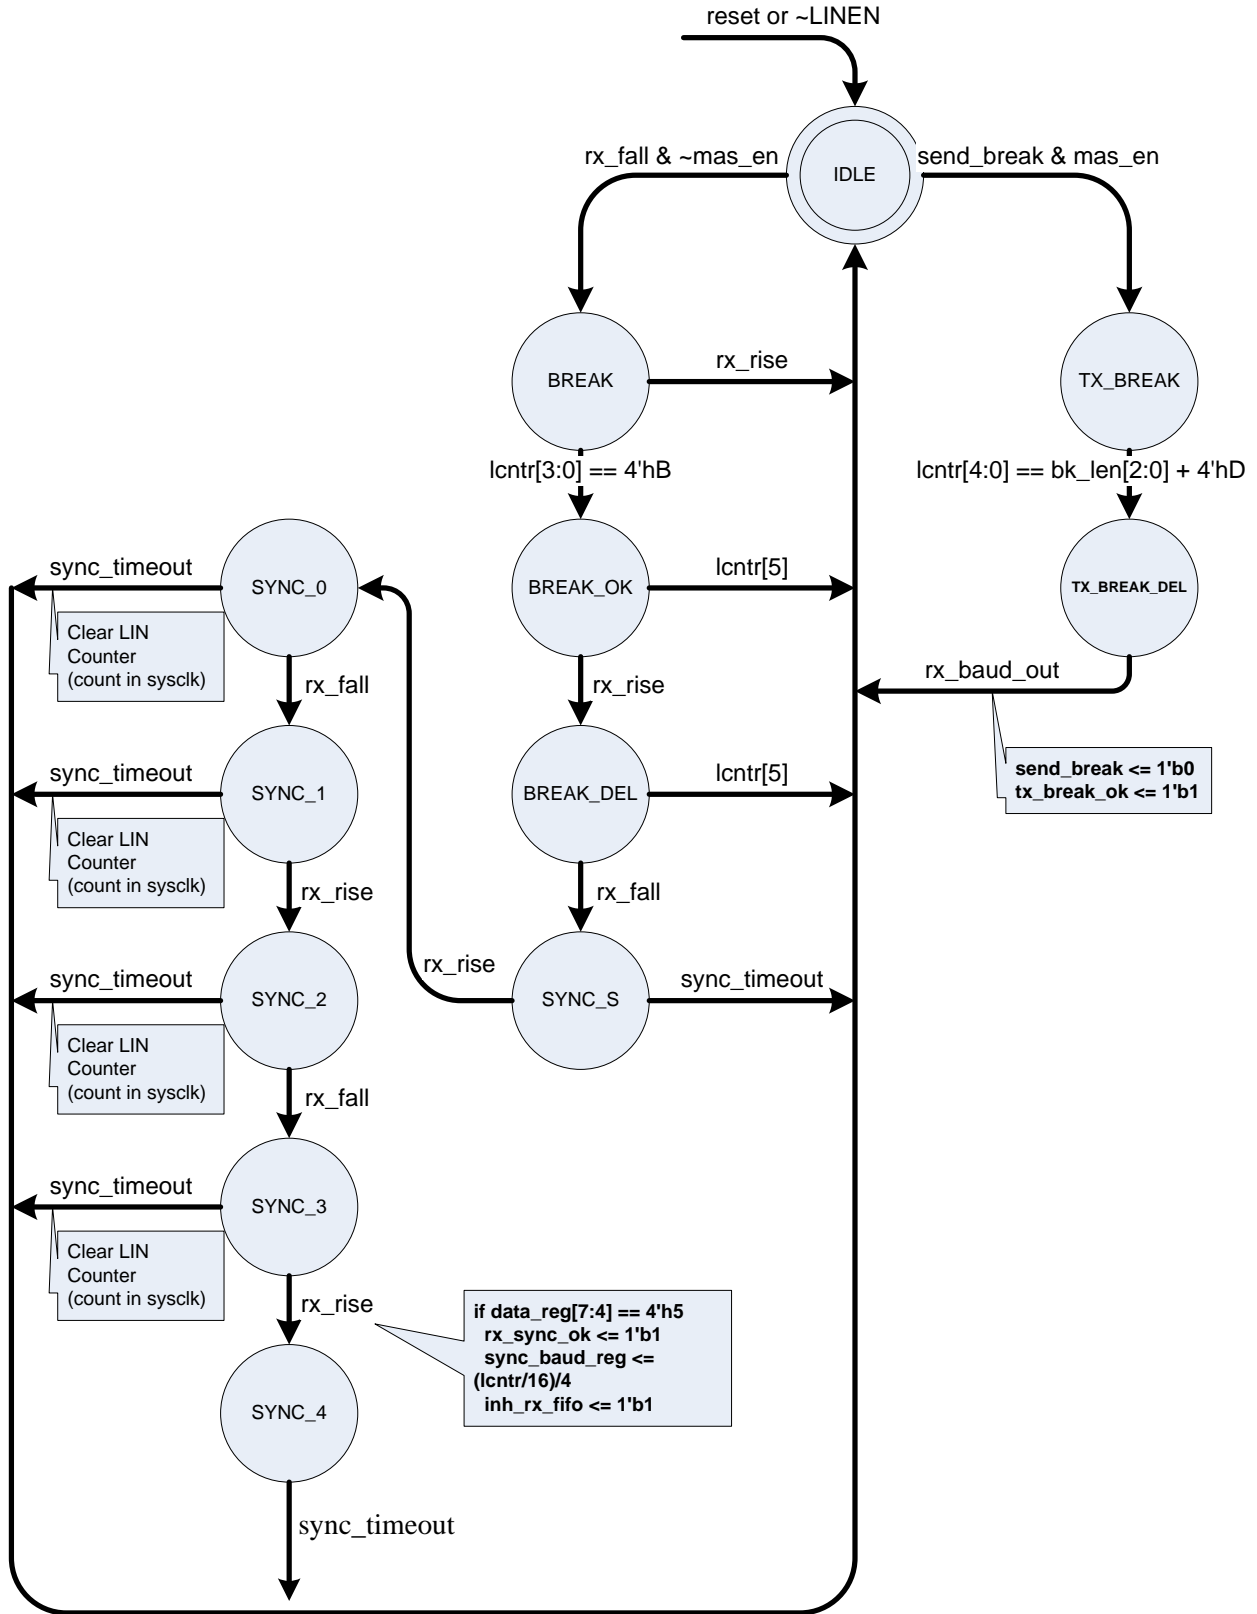 reset or ~LINEN
rx_fall & ~mas_en
IDLE
send_break & mas_en
BREAK
rx_rise
TX_BREAK
lcntr[3:0] == 4'hB
lcntr[4:0] == bk_len[2:0] + 4'hD
sync_timeout
SYNC_0
BREAK_OK
lcntr[5]
TX_BREAK_DEL
Clear LIN
Counter
(count in sysclk)
rx_fall
rx_rise
rx_baud_out
sync_timeout
SYNC_1
BREAK_DEL
lcntr[5]
send_break <= 1'b0
tx_break_ok <= 1'b1
Clear LIN
Counter
(count in sysclk)
rx_rise
rx_fall
sync_timeout
SYNC_2
rx_rise
SYNC_S
sync_timeout
Clear LIN
Counter
(count in sysclk)
rx_fall
sync_timeout
SYNC_3
Clear LIN
Counter
(count in sysclk)
rx_rise
if data_reg[7:4] == 4'h5
rx_sync_ok <= 1'b1
sync_baud_reg <=
(lcntr/16)/4
inh_rx_fifo <= 1'b1
SYNC_4
sync_timeout